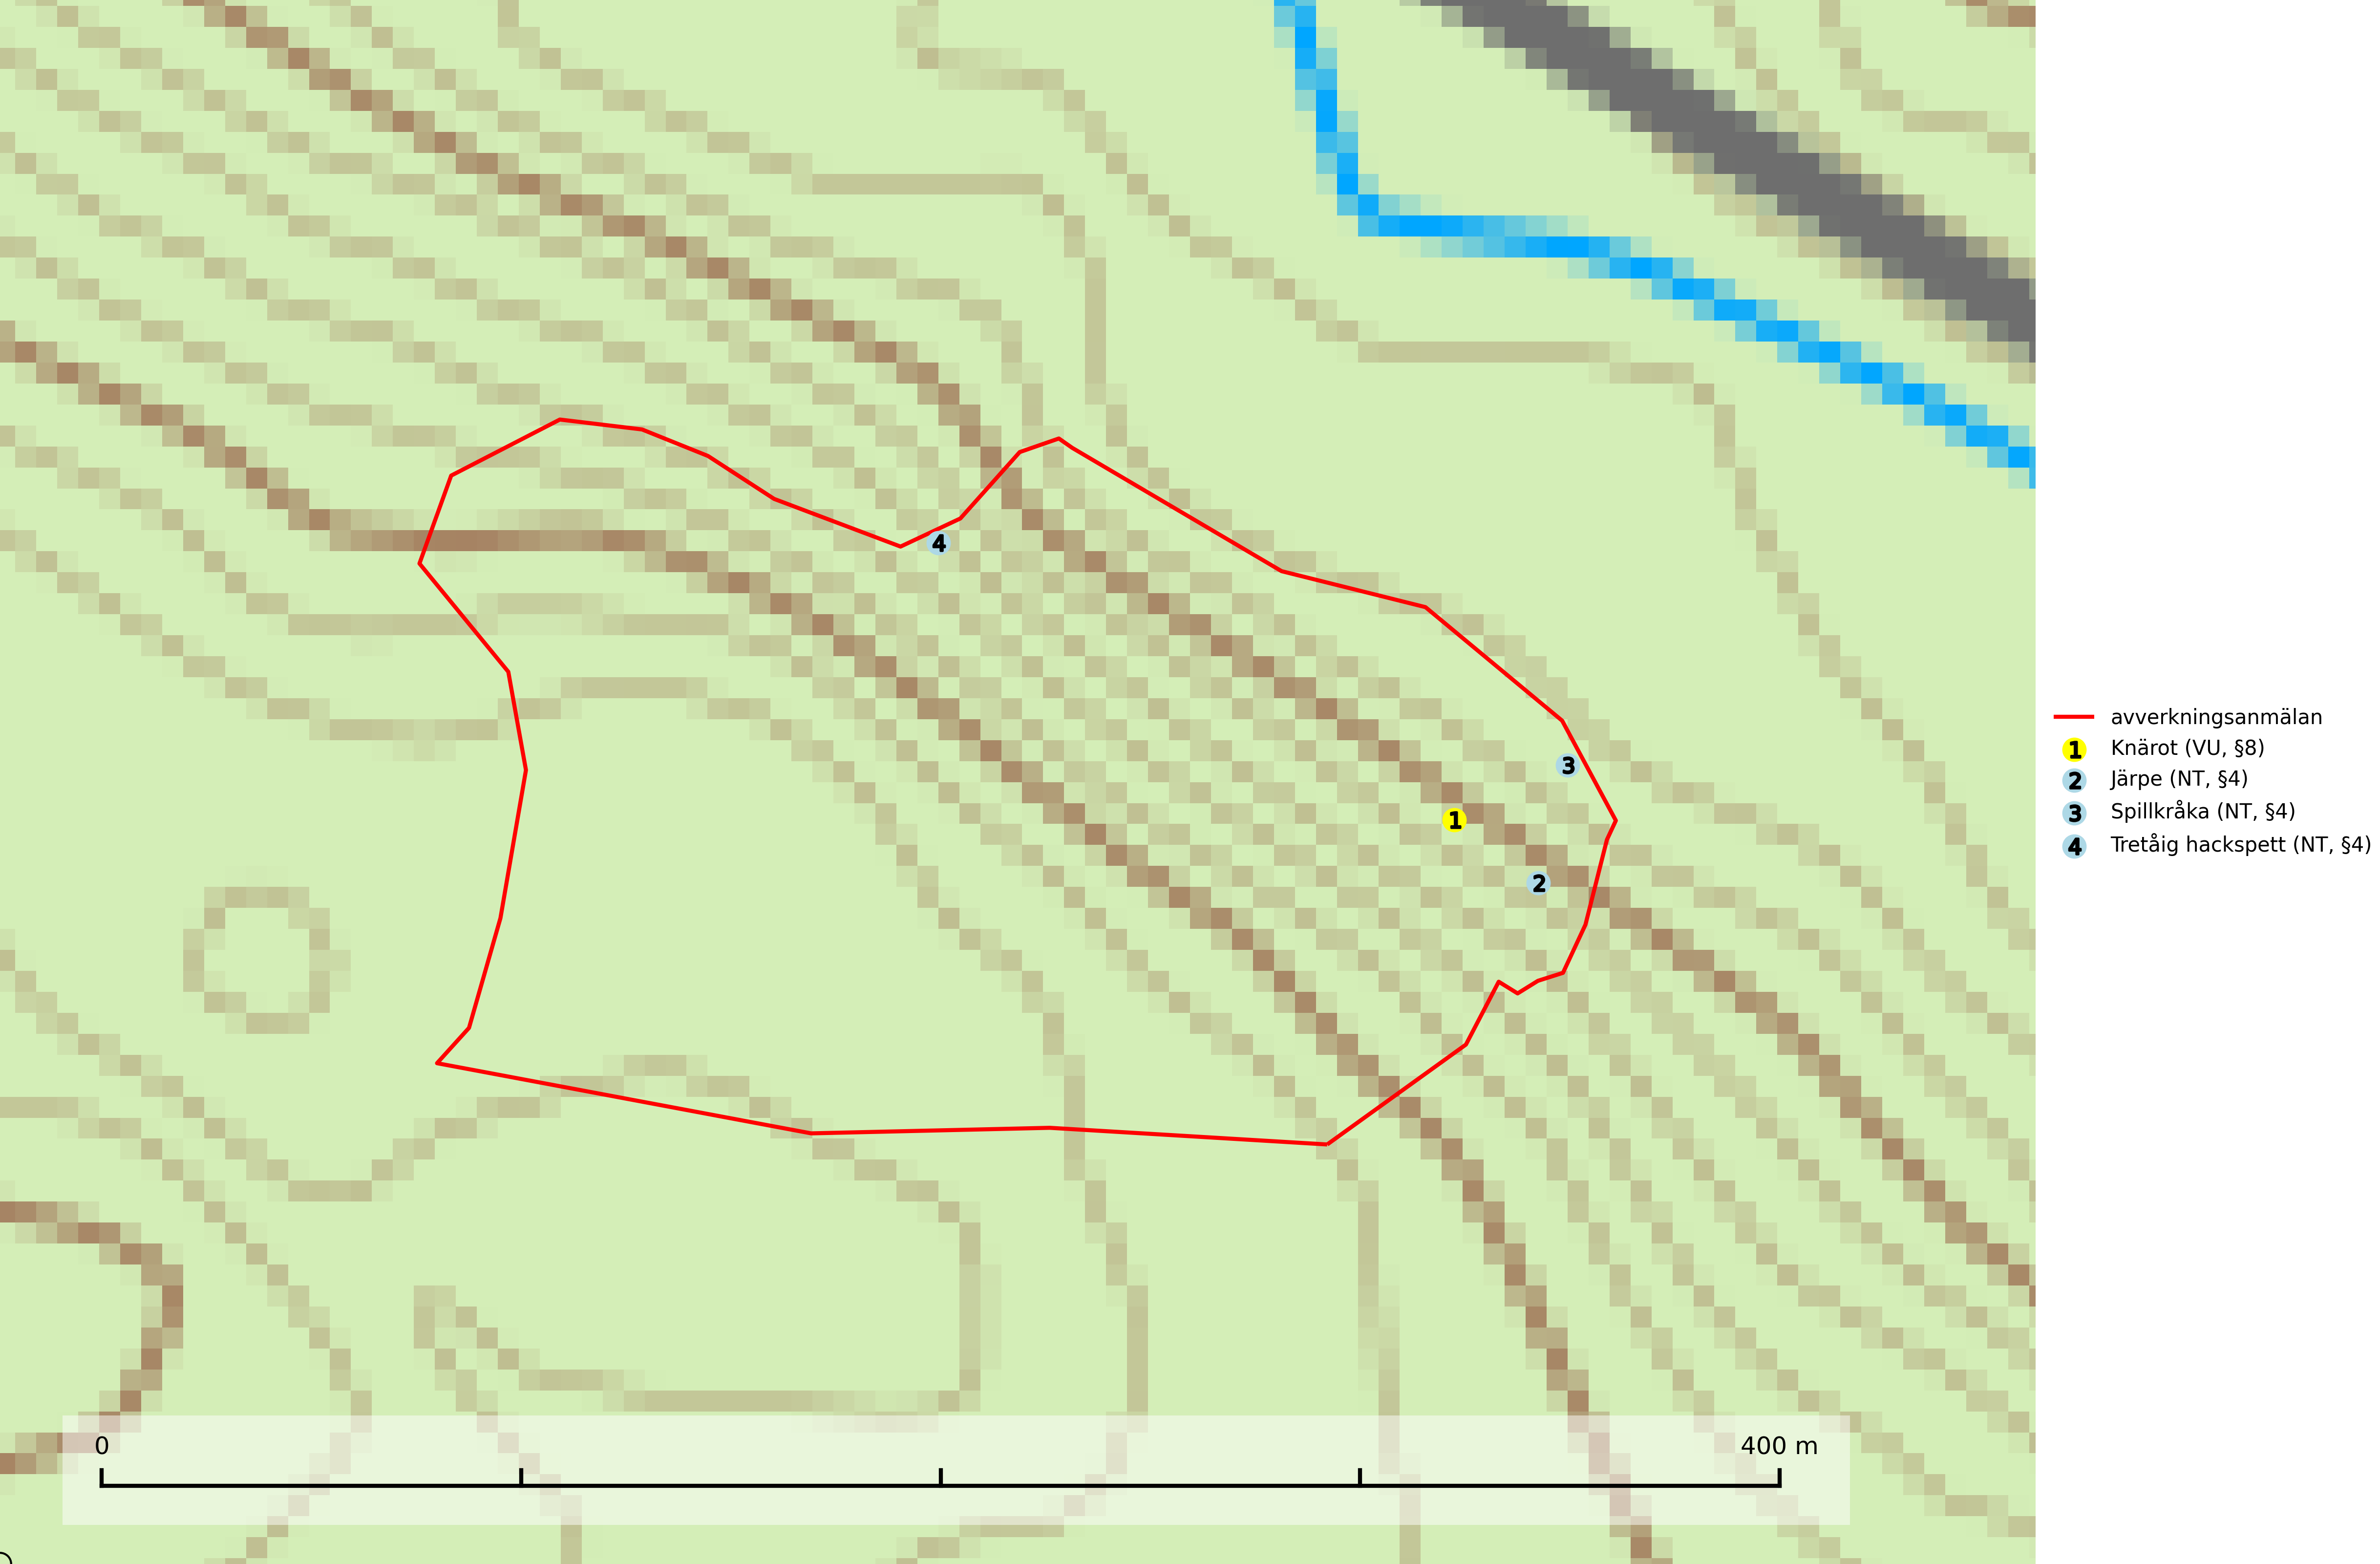 4
3
1
2
avverkningsanmälan
1 Knärot (VU, §8)
2 Järpe (NT, §4)
3 Spillkråka (NT, §4)
4 Tretåig hackspett (NT, §4)
0 400 m